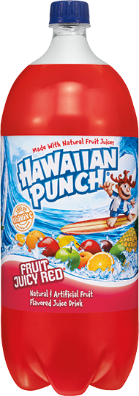 Made With Natural Fruit Juices
HAWAIIAN
PUNCH
FRUIT
JUICY RED
Natural & Artificial Fruit
Flavored Juice Drink